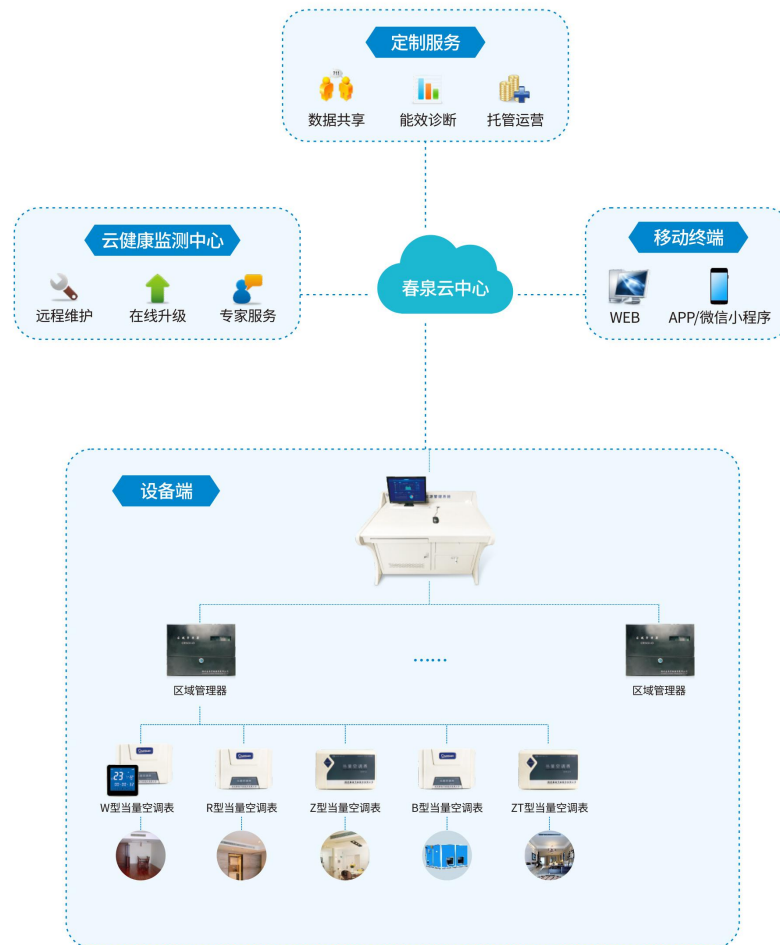 定制服务
数据共享 能效诊断 托管运营
云健康监测中心
远程维护 在线升级 专家服务
春泉云中心
移动终端
WEB APP/微信小程序
设备端
区域管理器
......
区域管理器
23
W型当量空调表 R型当量空调表 Z型当量空调表 B型当量空调表 ZT型当量空调表